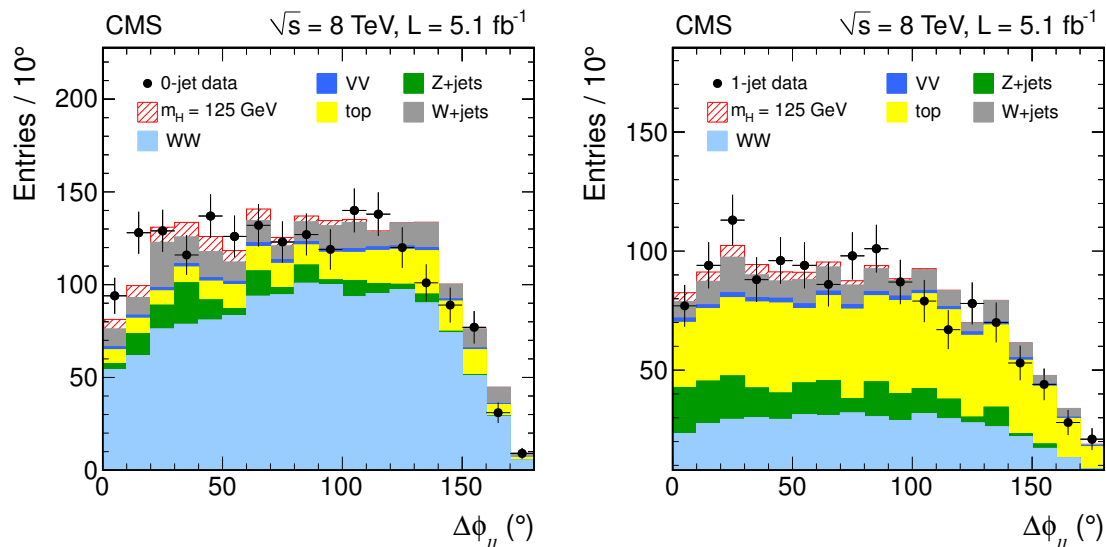 CMS √s = 8 TeV, L = 5.1 fb⁻¹
Entries / 10°
0-jet data VV Z+jets
m_H = 125 GeV top W+jets
WW
200
150
100
50
0
0 50 100 150
Δϕ_ll (°)
CMS √s = 8 TeV, L = 5.1 fb⁻¹
Entries / 10°
1-jet data VV Z+jets
m_H = 125 GeV top W+jets
WW
150
100
50
0 50 100 150
Δϕ_ll (°)